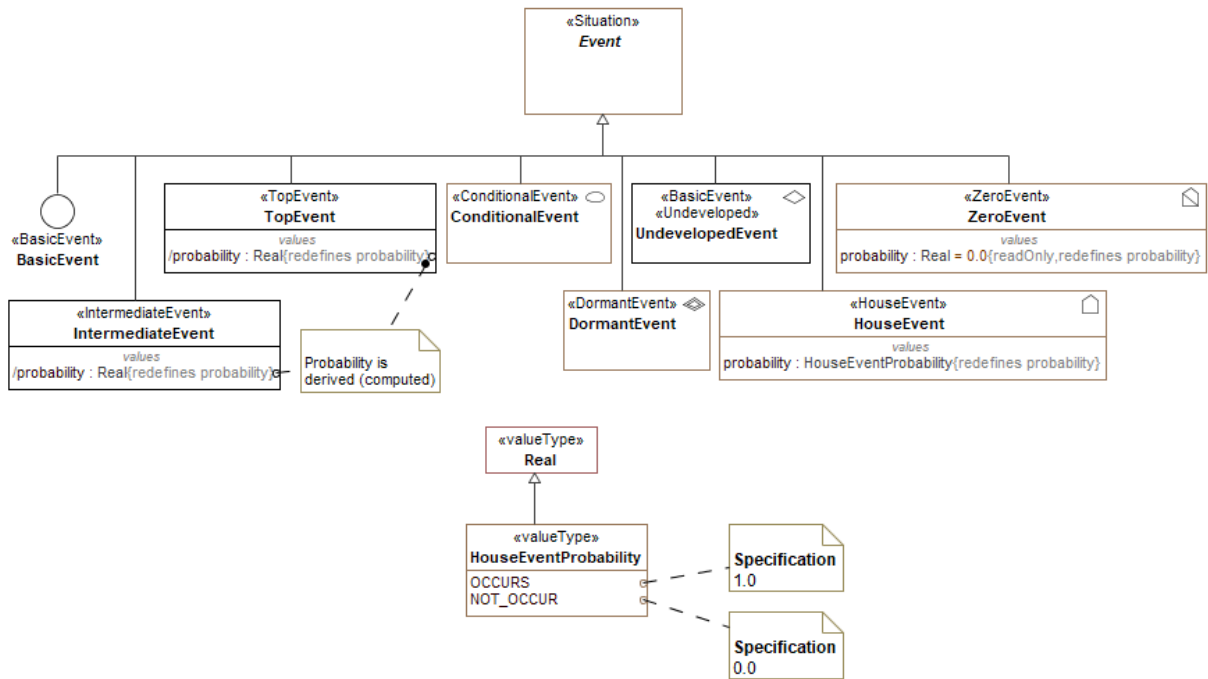 «Situation»
Event
«BasicEvent»
BasicEvent
«TopEvent»
TopEvent
values
/probability : Real{redefines probability}
«ConditionalEvent»
ConditionalEvent
«BasicEvent»
«Undeveloped»
UndevelopedEvent
«ZeroEvent»
ZeroEvent
values
probability : Real = 0.0{readOnly,redefines probability}
«IntermediateEvent»
IntermediateEvent
values
/probability : Real{redefines probability}
Probability is
derived (computed)
«DormantEvent»
DormantEvent
«HouseEvent»
HouseEvent
values
probability : HouseEventProbability{redefines probability}
«valueType»
Real
«valueType»
HouseEventProbability
OCCURS
NOT_OCCUR
Specification
1.0
Specification
0.0